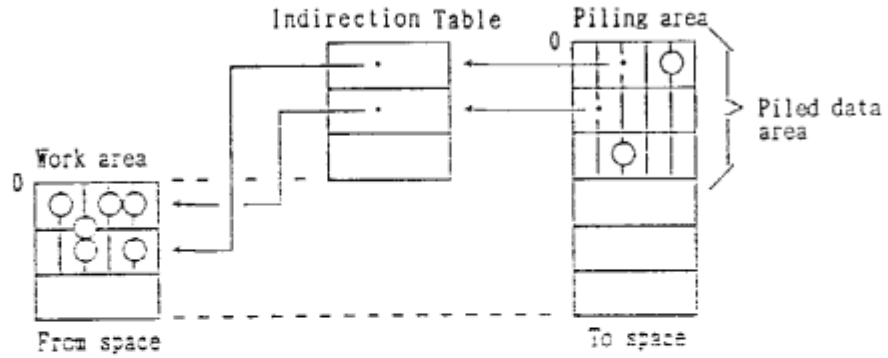 Indirection Table
Piling area
0
Piled data
area
Work area
0
From space
To space